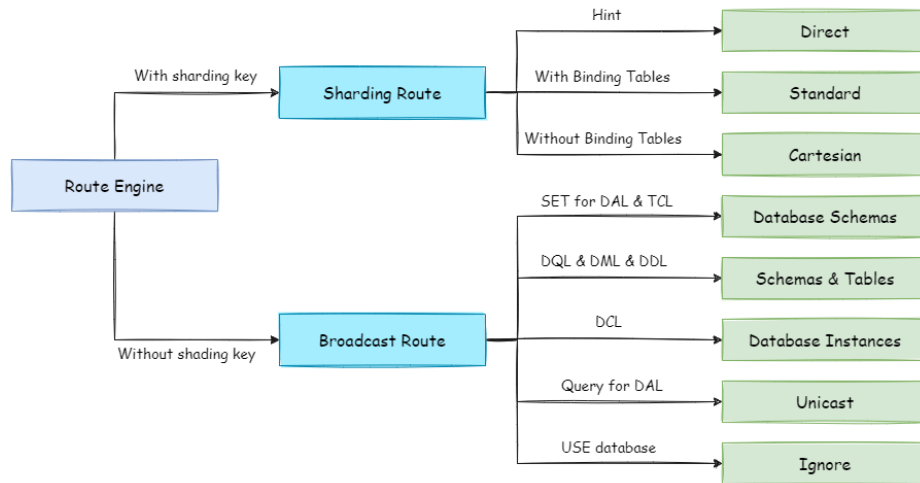 Hint
Direct
With sharding key
With Binding Tables
Sharding Route
Standard
Without Binding Tables
Cartesian
Route Engine
SET for DAL & TCL
Database Schemas
DQL & DML & DDL
Schemas & Tables
DCL
Without shading key
Broadcast Route
Database Instances
Query for DAL
Unicast
USE database
Ignore